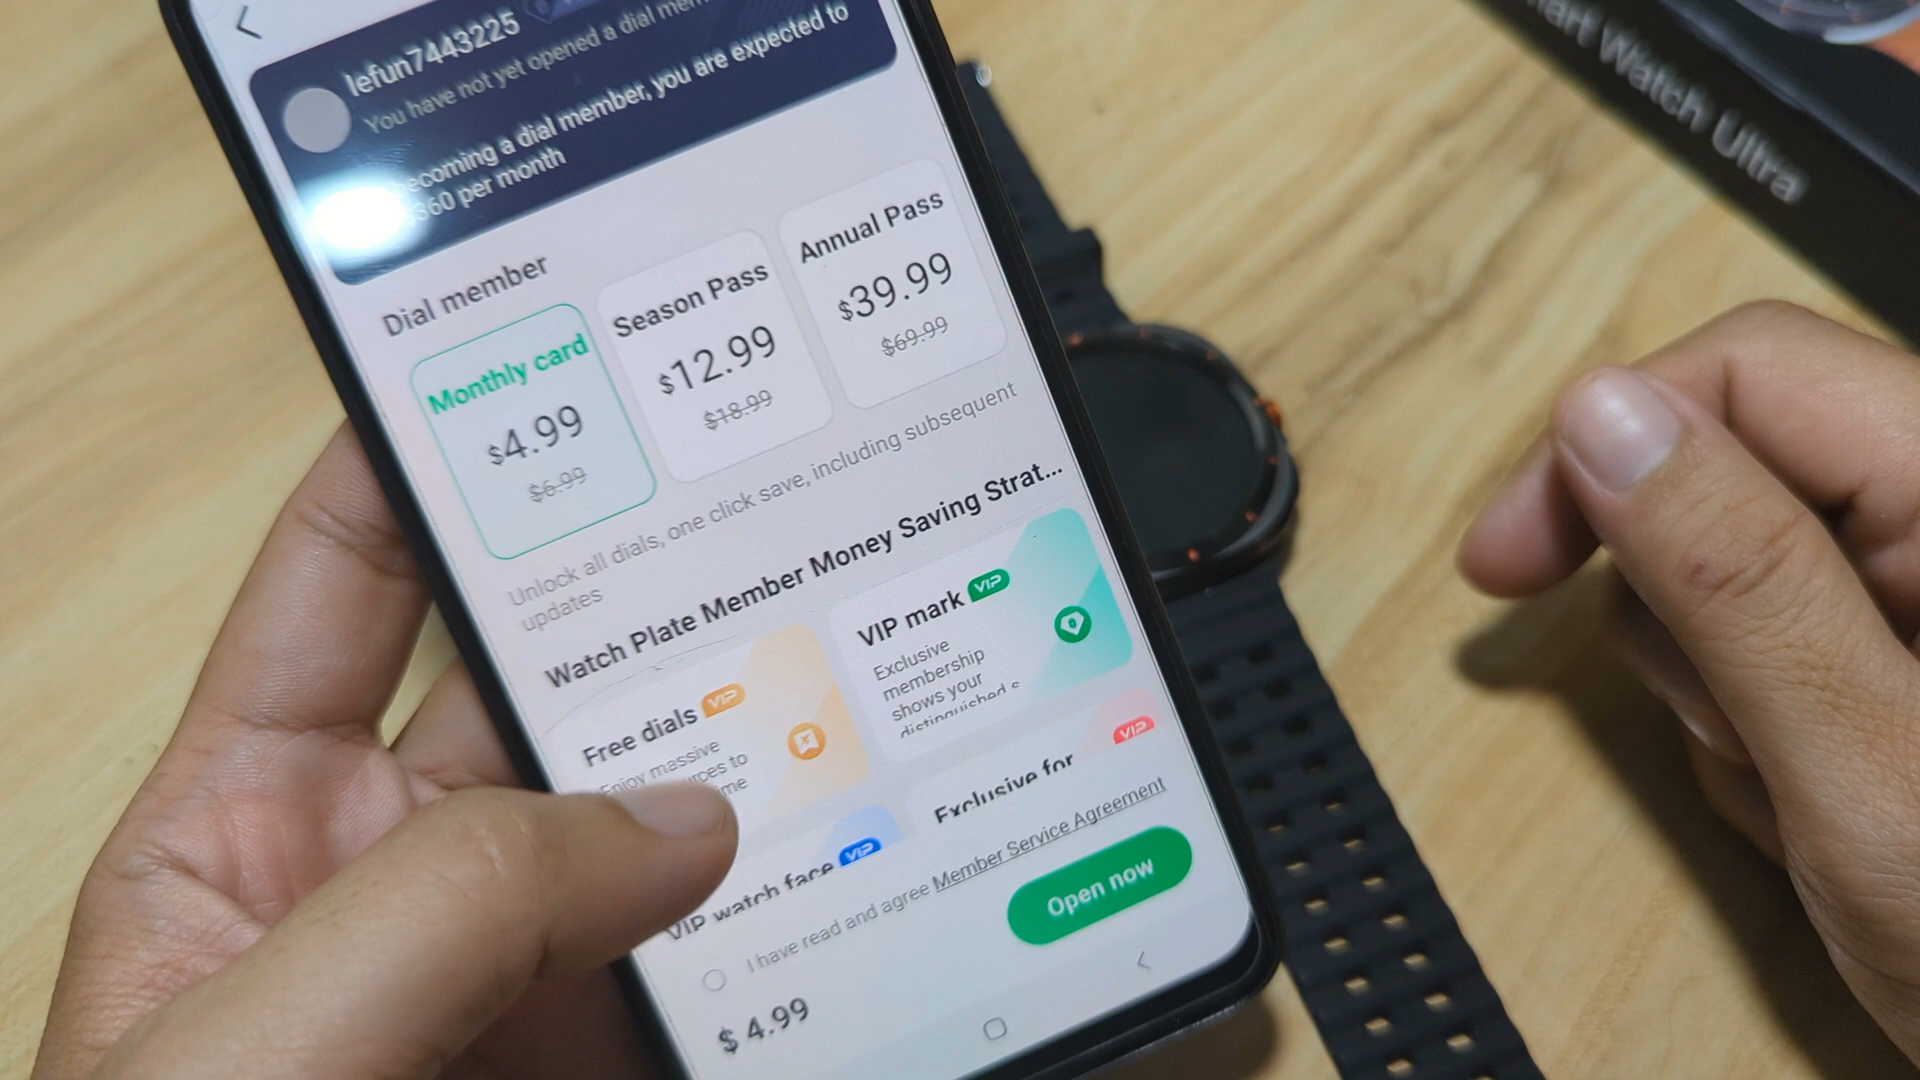 lefun7443225
You have not yet opened a dial
becoming a dial member, you are expected to
360 per month
Dial member
Monthly card
$4.99
$6.99
Season Pass
$12.99
$18.99
Annual Pass
$39.99
$69.99
Unlock all dials, one click save, including subsequent
updates
Watch Plate Member Money Saving Strat...
Free dials VIP
Enjoy massive
to
VIP mark VIP
Exclusive
membership
shows your
distinguished
VIP watch face VIP
Exclusive for
VIP
I have read and agree Member Service Agreement
$ 4.99
Open now
Watch Ultra